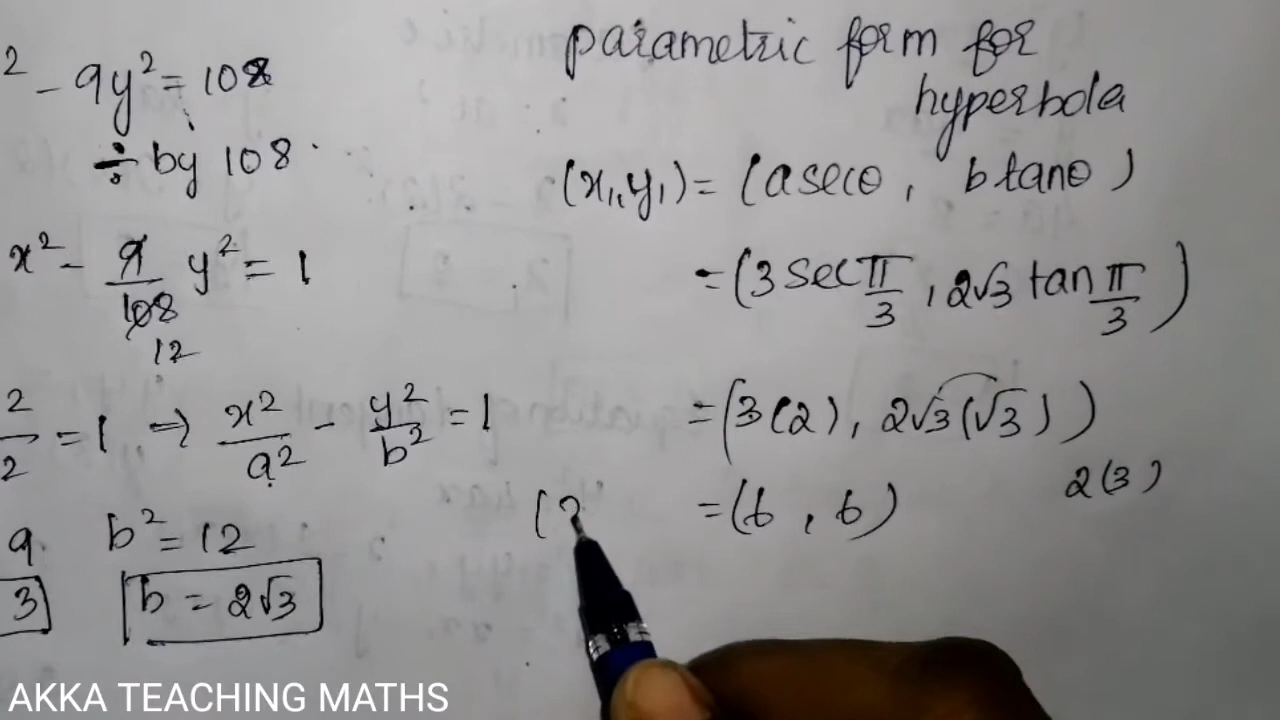 2 - 9y² = 108
÷ by 108
x² - 9/108 y² = 1
12
2/2 = 1 ⇒ x²/a² - y²/b² = 1
9 b² = 12
3 b = 2√3
parametric form for
hyperbola
(x₁, y₁) = (a secθ, b tanθ)
= (3 sec π/3, 2√3 tan π/3)
= (3(2), 2√3(√3))
2(3)
= (6, 6)
(
AKKA TEACHING MATHS